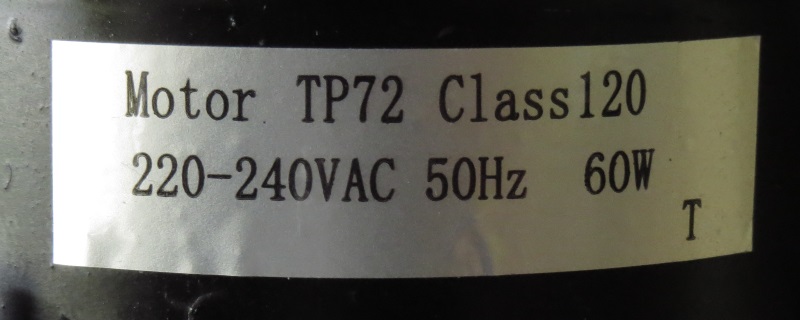 Motor TP72 Class120
220-240VAC 50Hz 60W
T